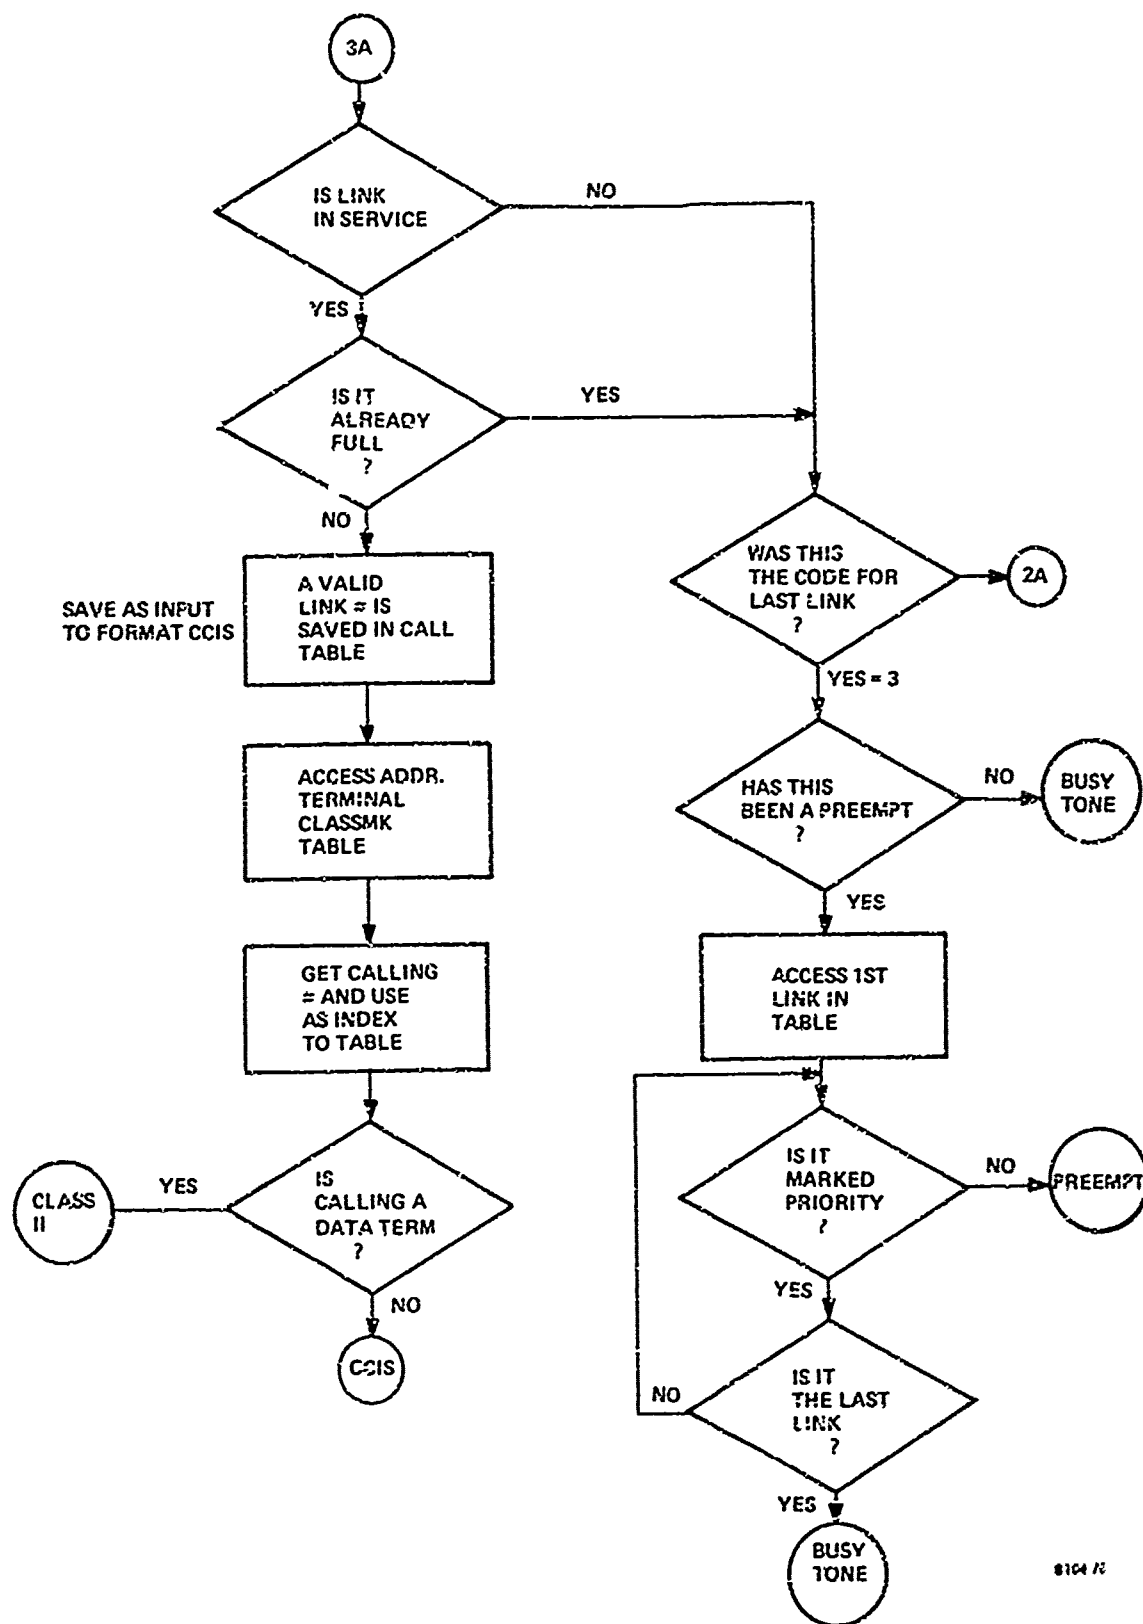 3A
IS LINK
IN SERVICE
NO
YES
IS IT
ALREADY
FULL
?
YES
NO
SAVE AS INPUT
TO FORMAT CCIS
A VALID
LINK = IS
SAVED IN CALL
TABLE
ACCESS ADDR.
TERMINAL
CLASSMK
TABLE
GET CALLING
= AND USE
AS INDEX
TO TABLE
IS
CALLING A
DATA TERM
?
YES
CLASS
II
NO
CCIS
WAS THIS
THE CODE FOR
LAST LINK
?
2A
YES = 3
HAS THIS
BEEN A PREEMPT
?
NO
BUSY
TONE
YES
ACCESS 1ST
LINK IN
TABLE
IS IT
MARKED
PRIORITY
?
NO
PREEMPT
YES
IS IT
THE LAST
LINK
?
NO
YES
BUSY
TONE